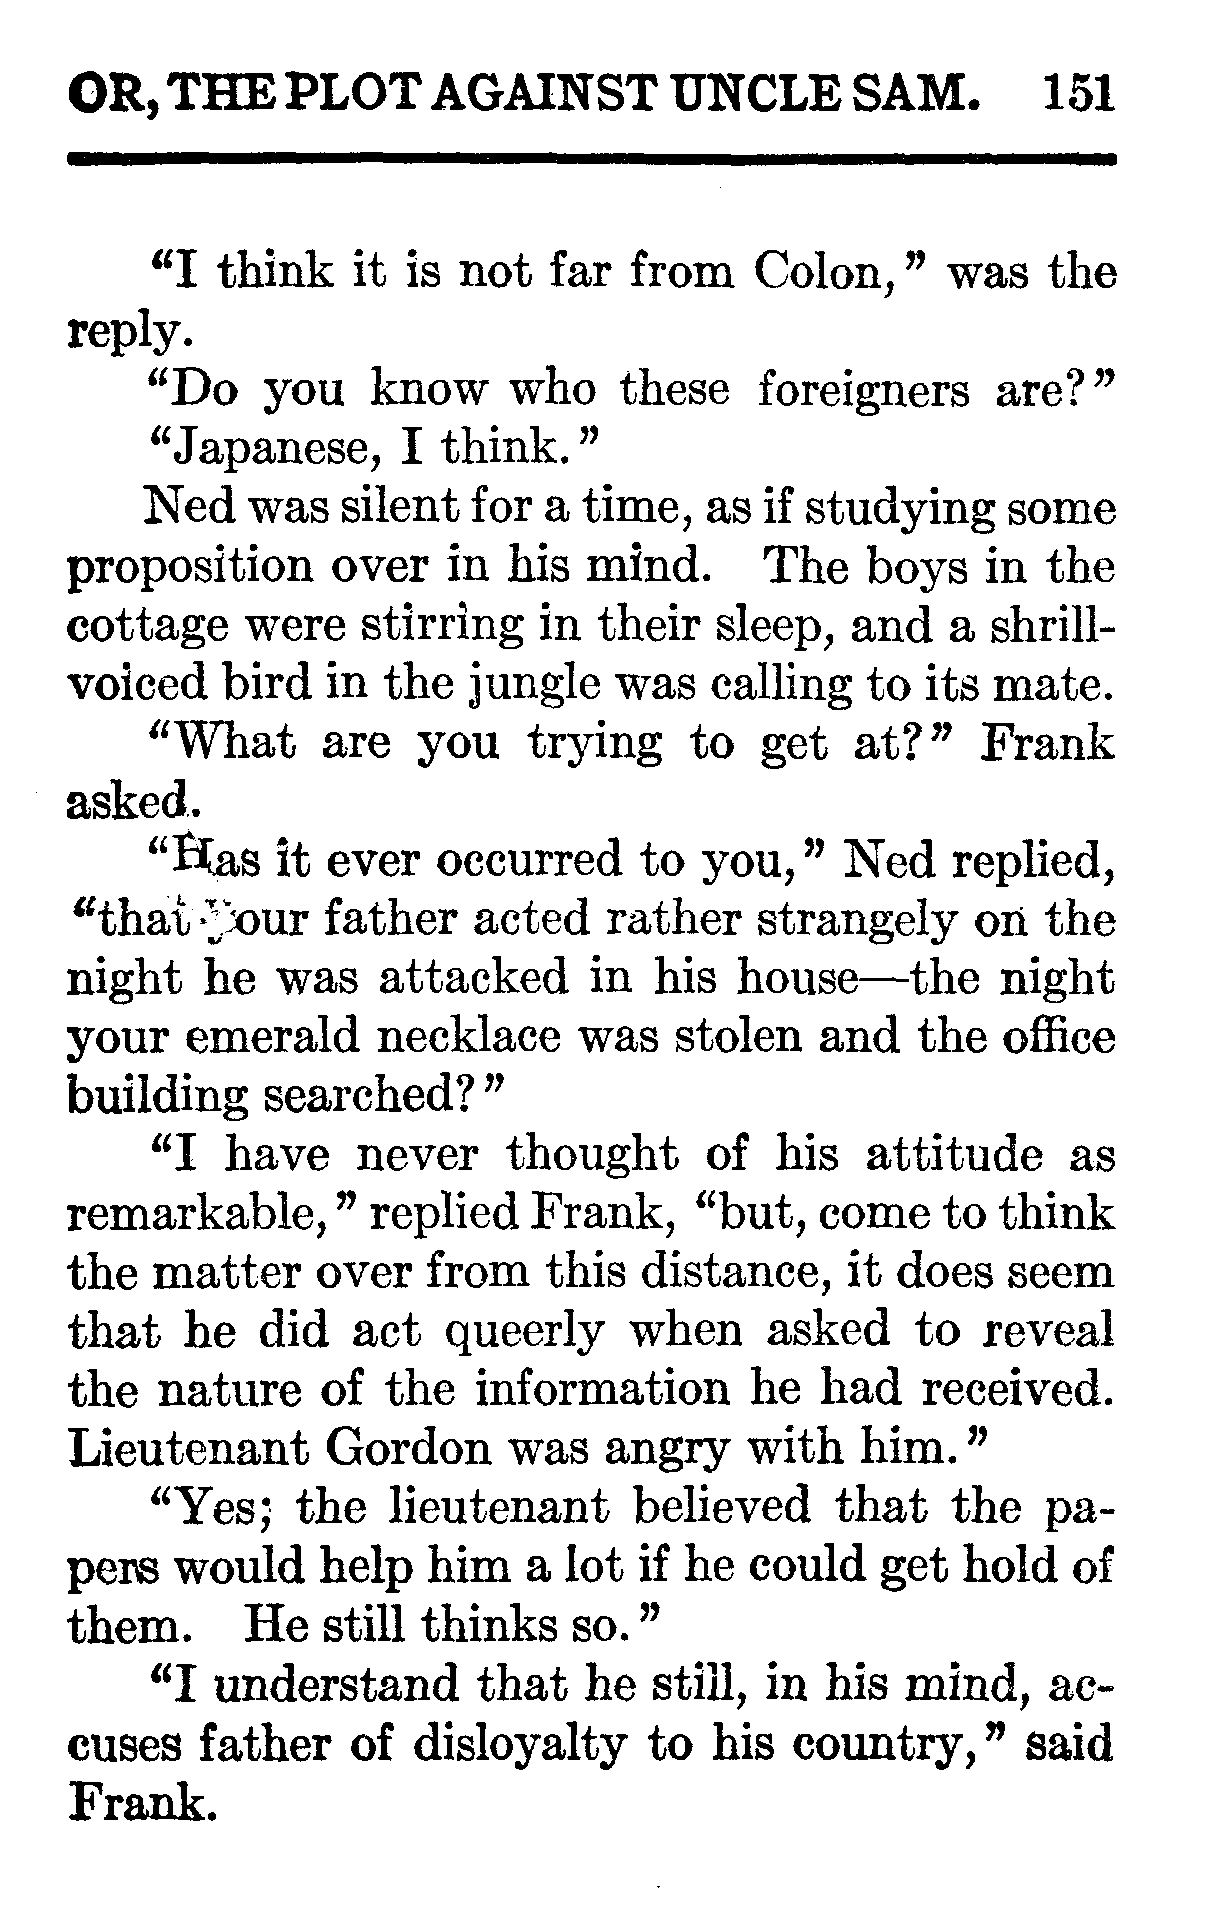 OR, THE PLOT AGAINST UNCLE SAM. 151
“I think it is not far from Colon,” was the
reply.
“Do you know who these foreigners are?”
“Japanese, I think.”
Ned was silent for a time, as if studying some
proposition over in his mind. The boys in the
cottage were stirring in their sleep, and a shrill-
voiced bird in the jungle was calling to its mate.
“What are you trying to get at?” Frank
asked.
“Has it ever occurred to you,” Ned replied,
“that your father acted rather strangely on the
night he was attacked in his house—the night
your emerald necklace was stolen and the office
building searched?”
“I have never thought of his attitude as
remarkable,” replied Frank, “but, come to think
the matter over from this distance, it does seem
that he did act queerly when asked to reveal
the nature of the information he had received.
Lieutenant Gordon was angry with him.”
“Yes; the lieutenant believed that the pa-
pers would help him a lot if he could get hold of
them. He still thinks so.”
“I understand that he still, in his mind, ac-
cuses father of disloyalty to his country,” said
Frank.